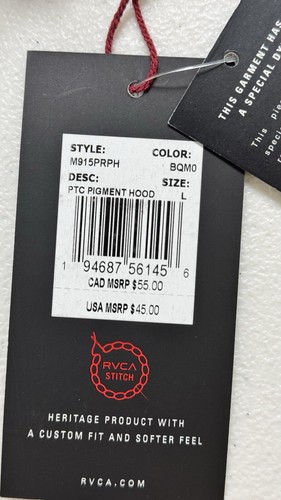 THIS GARMENT HAS
A SPECIAL DY
This pie
STYLE: COLOR:
M915PRPH BQM0
DESC: SIZE:
PTC PIGMENT HOOD L
1 94687 56145 6
CAD MSRP $55.00
USA MSRP $45.00
RVCA
STITCH
HERITAGE PRODUCT WITH
A CUSTOM FIT AND SOFTER FEEL
RVCA.COM